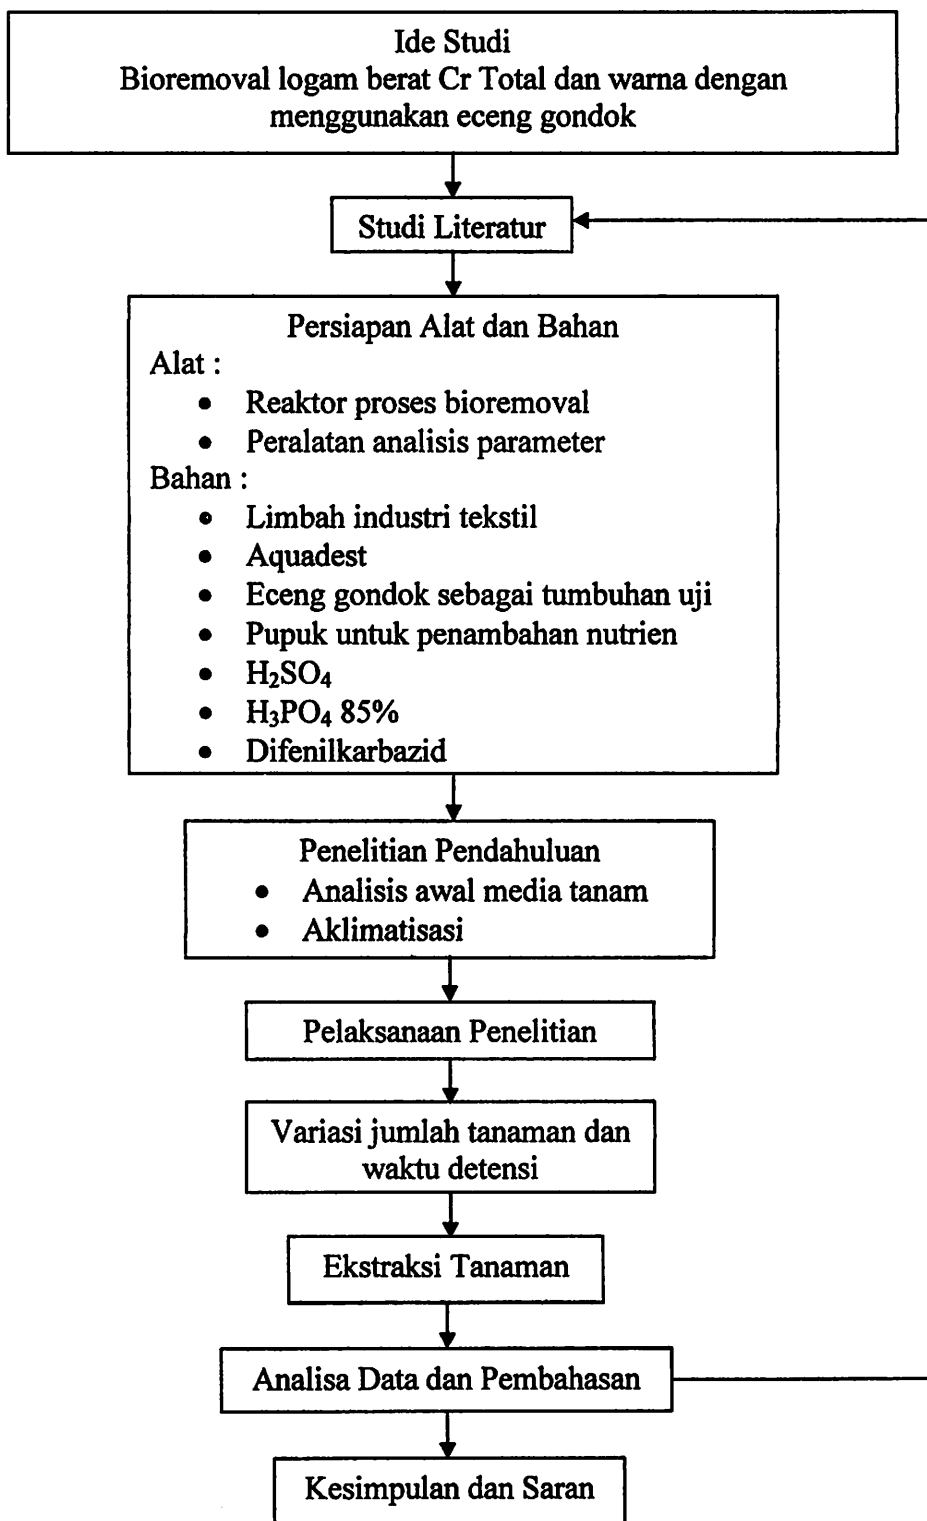 Ide Studi
Bioremoval logam berat Cr Total dan warna dengan
menggunakan eceng gondok
Studi Literatur
Persiapan Alat dan Bahan
Alat :
• Reaktor proses bioremoval
• Peralatan analisis parameter
Bahan :
• Limbah industri tekstil
• Aquadest
• Eceng gondok sebagai tumbuhan uji
• Pupuk untuk penambahan nutrien
• H₂SO₄
• H₃PO₄ 85%
• Difenilkarbazid
Penelitian Pendahuluan
• Analisis awal media tanam
• Aklimatisasi
Pelaksanaan Penelitian
Variasi jumlah tanaman dan
waktu detensi
Ekstraksi Tanaman
Analisa Data dan Pembahasan
Kesimpulan dan Saran